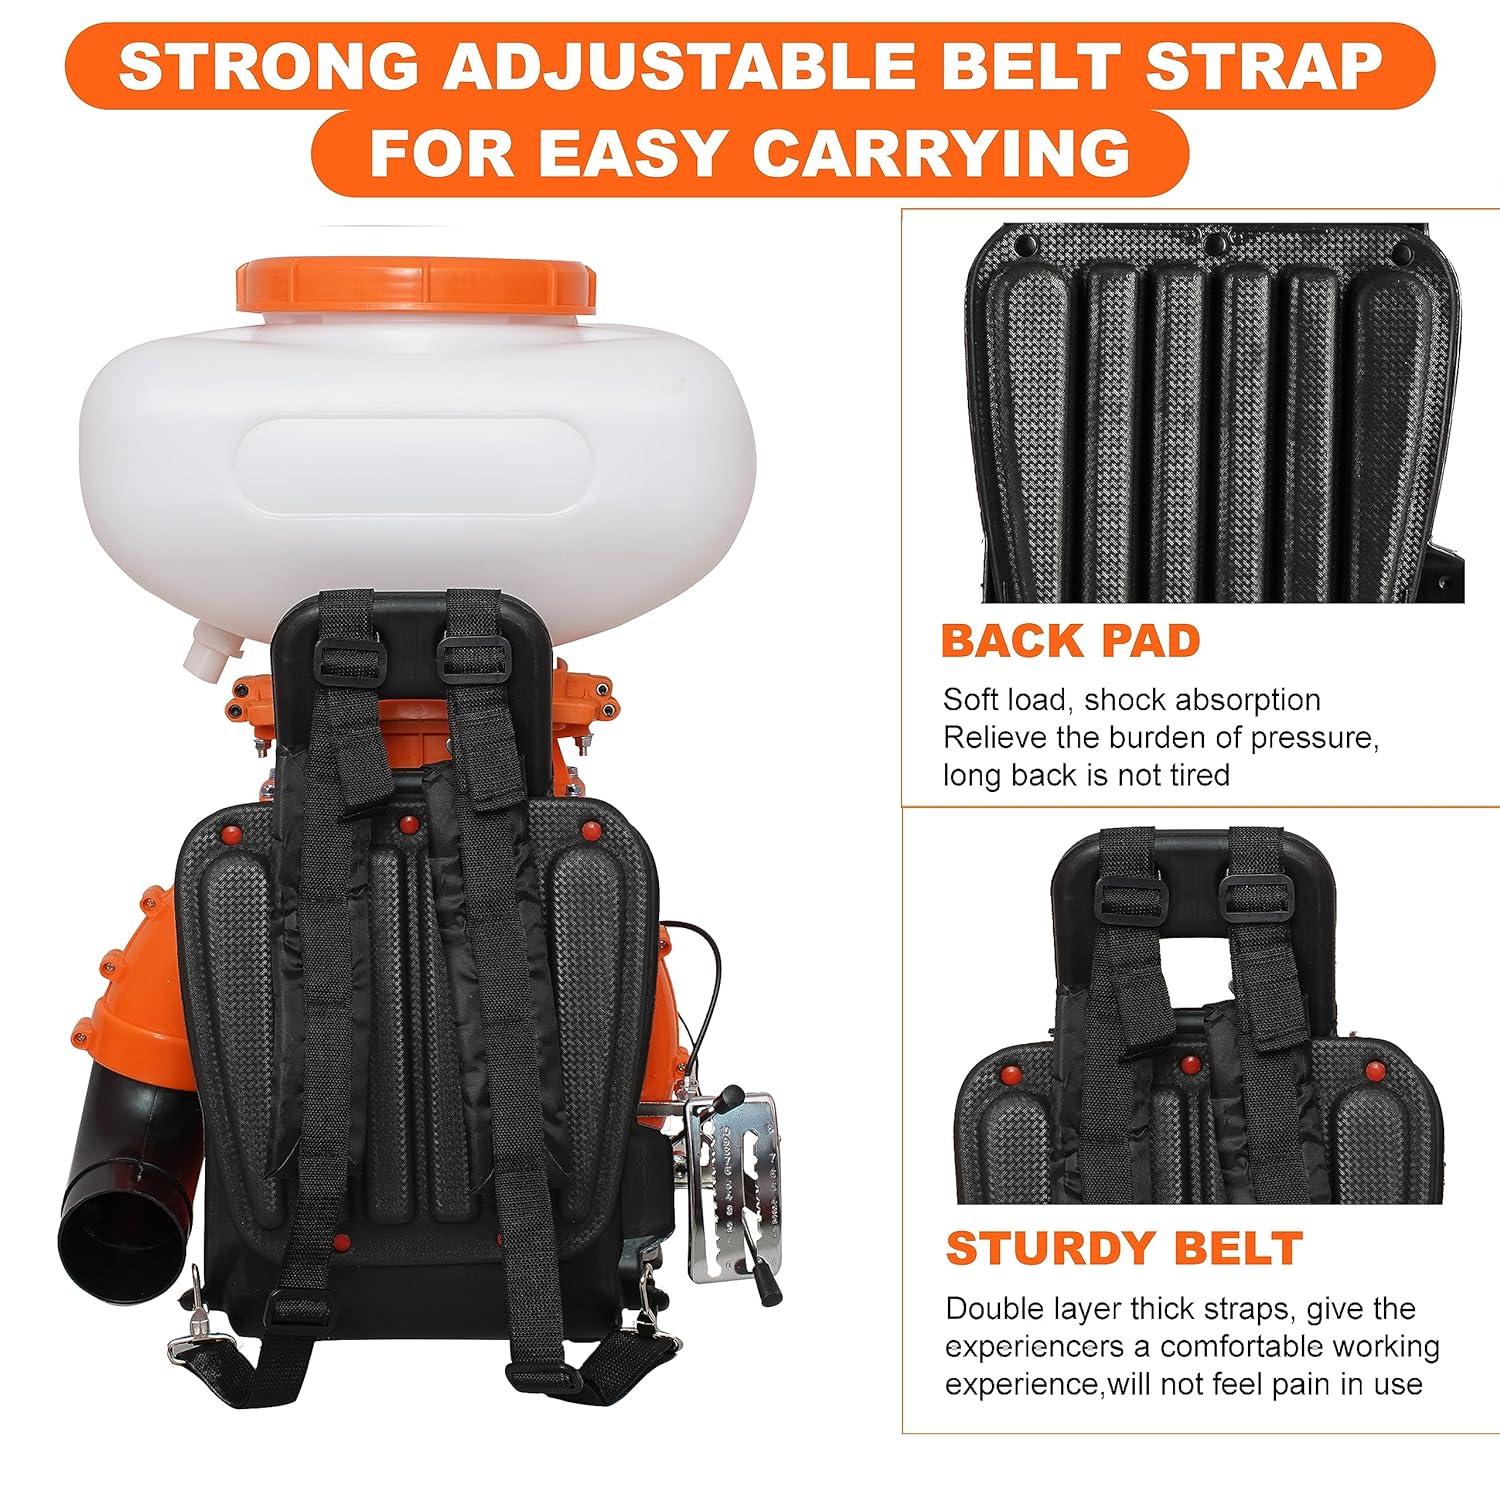 STRONG ADJUSTABLE BELT STRAP
FOR EASY CARRYING
BACK PAD
Soft load, shock absorption
Relieve the burden of pressure,
long back is not tired
STURDY BELT
Double layer thick straps, give the
experiencers a comfortable working
experience,will not feel pain in use